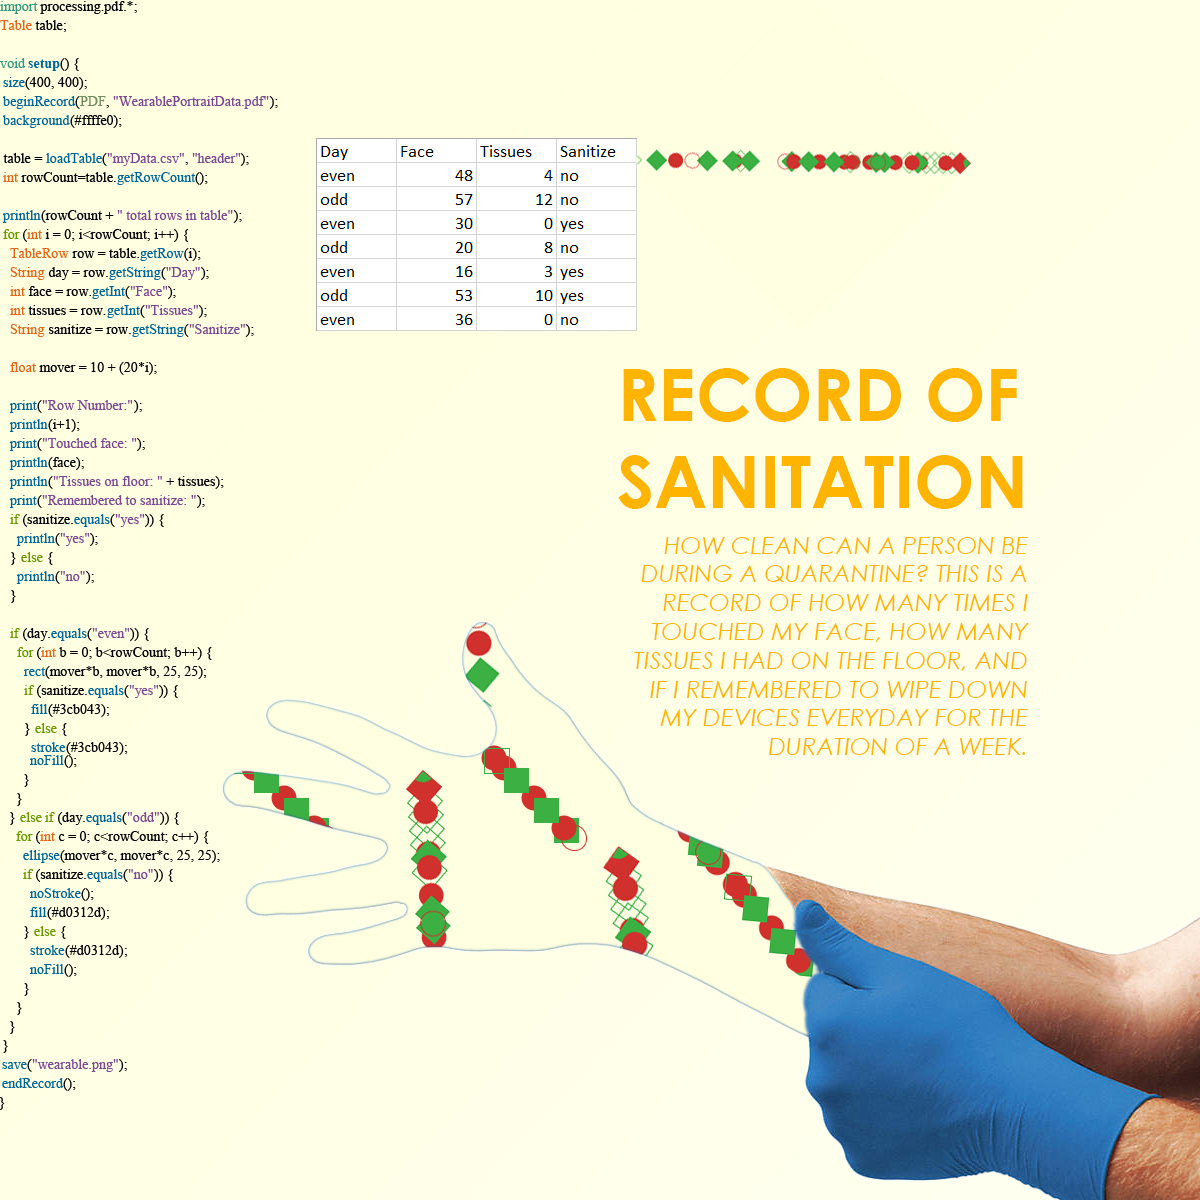 import processing.pdf.*;
Table table;
void setup() {
size(400, 400);
beginRecord(PDF, "WearablePortraitData.pdf");
background(#ffffe0);
table = loadTable("myData.csv", "header");
int rowCount=table.getRowCount();
println(rowCount + " total rows in table");
for (int i = 0; i<rowCount; i++) {
TableRow row = table.getRow(i);
String day = row.getString("Day");
int face = row.getInt("Face");
int tissues = row.getInt("Tissues");
String sanitize = row.getString("Sanitize");
float mover = 10 + (20*i);
print("Row Number:");
println(i+1);
print("Touched face: ");
println(face);
println("Tissues on floor: " + tissues);
print("Remembered to sanitize: ");
if (sanitize.equals("yes")) {
println("yes");
} else {
println("no");
}
if (day.equals("even")) {
for (int b = 0; b<rowCount; b++) {
rect(mover*b, mover*b, 25, 25);
if (sanitize.equals("yes")) {
fill(#3cb043);
} else {
stroke(#3cb043);
noFill();
}
}
} else if (day.equals("odd")) {
for (int c = 0; c<rowCount; c++) {
ellipse(mover*c, mover*c, 25, 25);
if (sanitize.equals("no")) {
noStroke();
fill(#d0312d);
} else {
stroke(#d0312d);
noFill();
}
}
}
}
save("wearable.png");
endRecord();
}
Day Face Tissues Sanitize
even 48 4 no
odd 57 12 no
even 30 0 yes
odd 20 8 no
even 16 3 yes
odd 53 10 yes
even 36 0 no
RECORD OF
SANITATION
HOW CLEAN CAN A PERSON BE
DURING A QUARANTINE? THIS IS A
RECORD OF HOW MANY TIMES I
TOUCHED MY FACE, HOW MANY
TISSUES I HAD ON THE FLOOR, AND
IF I REMEMBERED TO WIPE DOWN
MY DEVICES EVERYDAY FOR THE
DURATION OF A WEEK.